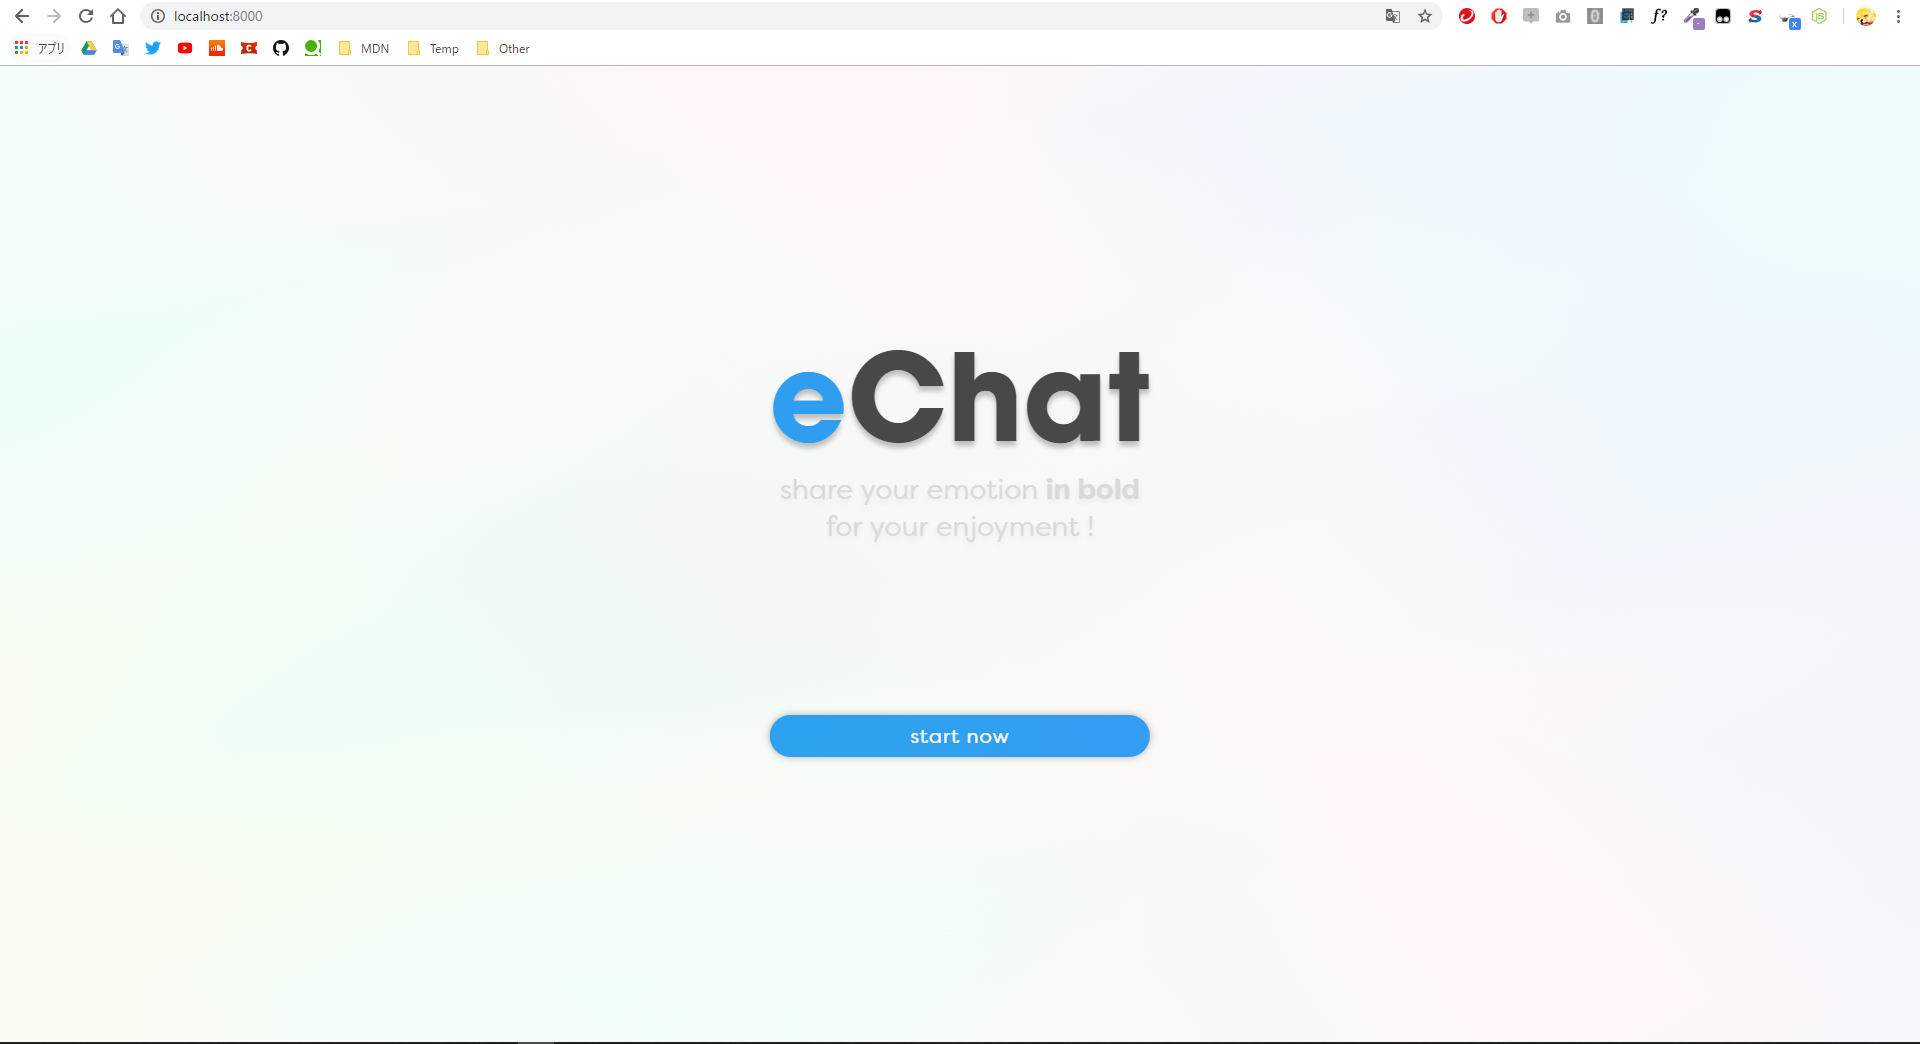 localhost:8000
アプリ MDN Temp Other
eChat
share your emotion in bold
for your enjoyment !
start now